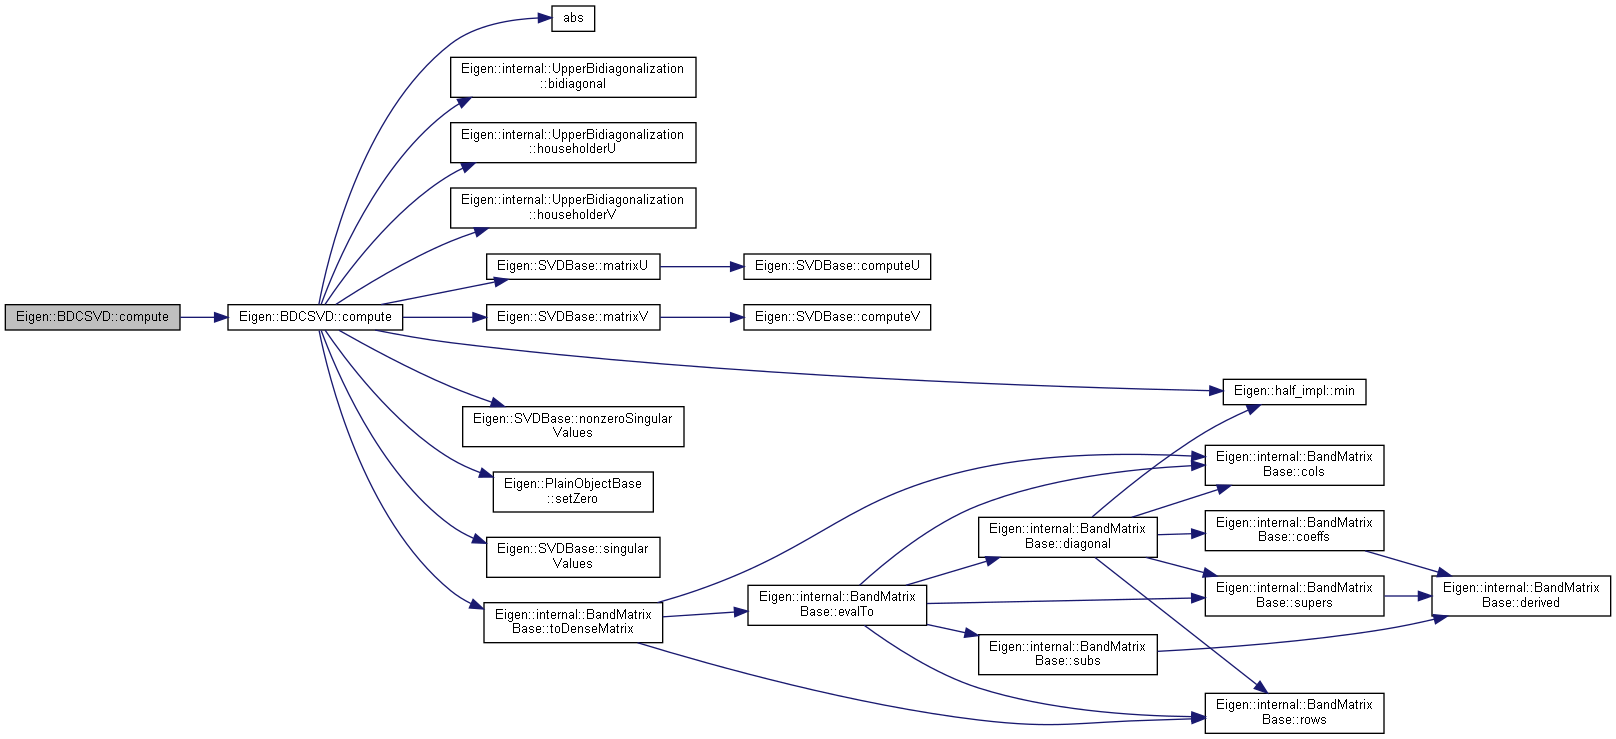 abs
Eigen::internal::UpperBidiagonalization
::bidiagonal
Eigen::internal::UpperBidiagonalization
::householderU
Eigen::internal::UpperBidiagonalization
::householderV
Eigen::SVDBase::matrixU
Eigen::SVDBase::computeU
Eigen::BDCSVD::compute
Eigen::BDCSVD::compute
Eigen::SVDBase::matrixV
Eigen::SVDBase::computeV
Eigen::half_impl::min
Eigen::SVDBase::nonzeroSingular
Values
Eigen::internal::BandMatrix
Base::cols
Eigen::PlainObjectBase
::setZero
Eigen::internal::BandMatrix
Base::diagonal
Eigen::internal::BandMatrix
Base::coeffs
Eigen::SVDBase::singular
Values
Eigen::internal::BandMatrix
Base::supers
Eigen::internal::BandMatrix
Base::derived
Eigen::internal::BandMatrix
Base::evalTo
Eigen::internal::BandMatrix
Base::toDenseMatrix
Eigen::internal::BandMatrix
Base::subs
Eigen::internal::BandMatrix
Base::rows